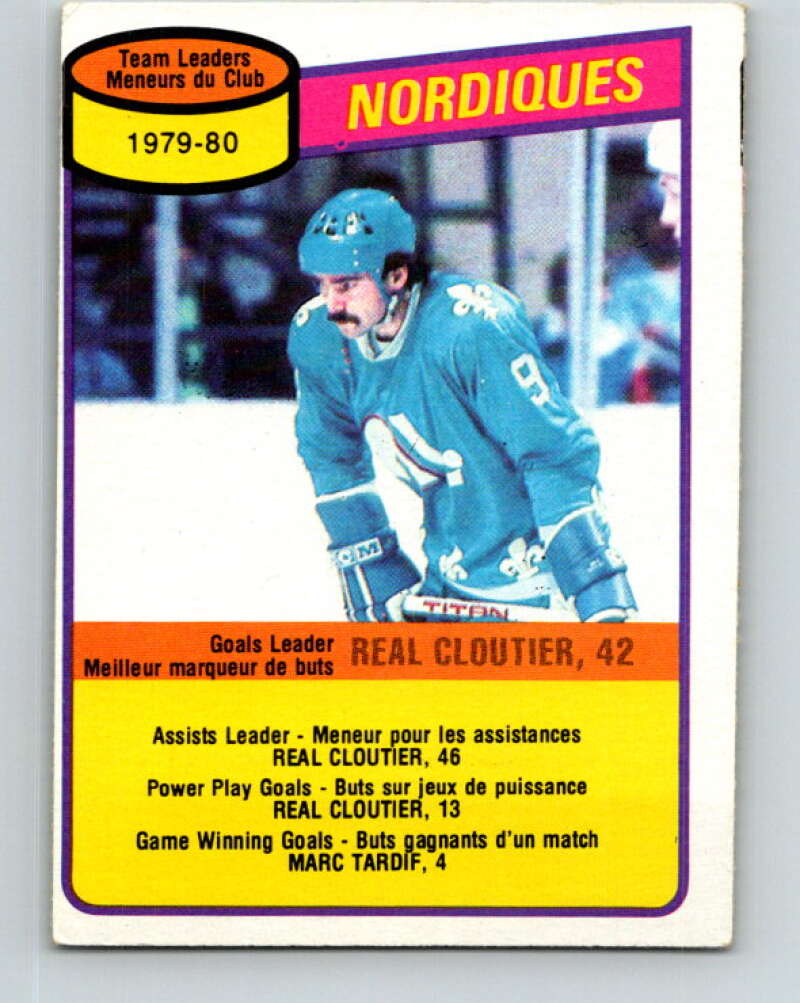 Team Leaders
Meneurs du Club
1979-80
NORDIQUES
9
CCM
TITAN
Goals Leader
Meilleur marqueur de buts
REAL CLOUTIER, 42
Assists Leader - Meneur pour les assistances
REAL CLOUTIER, 46
Power Play Goals - Buts sur jeux de puissance
REAL CLOUTIER, 13
Game Winning Goals - Buts gagnants d'un match
MARC TARDIF, 4